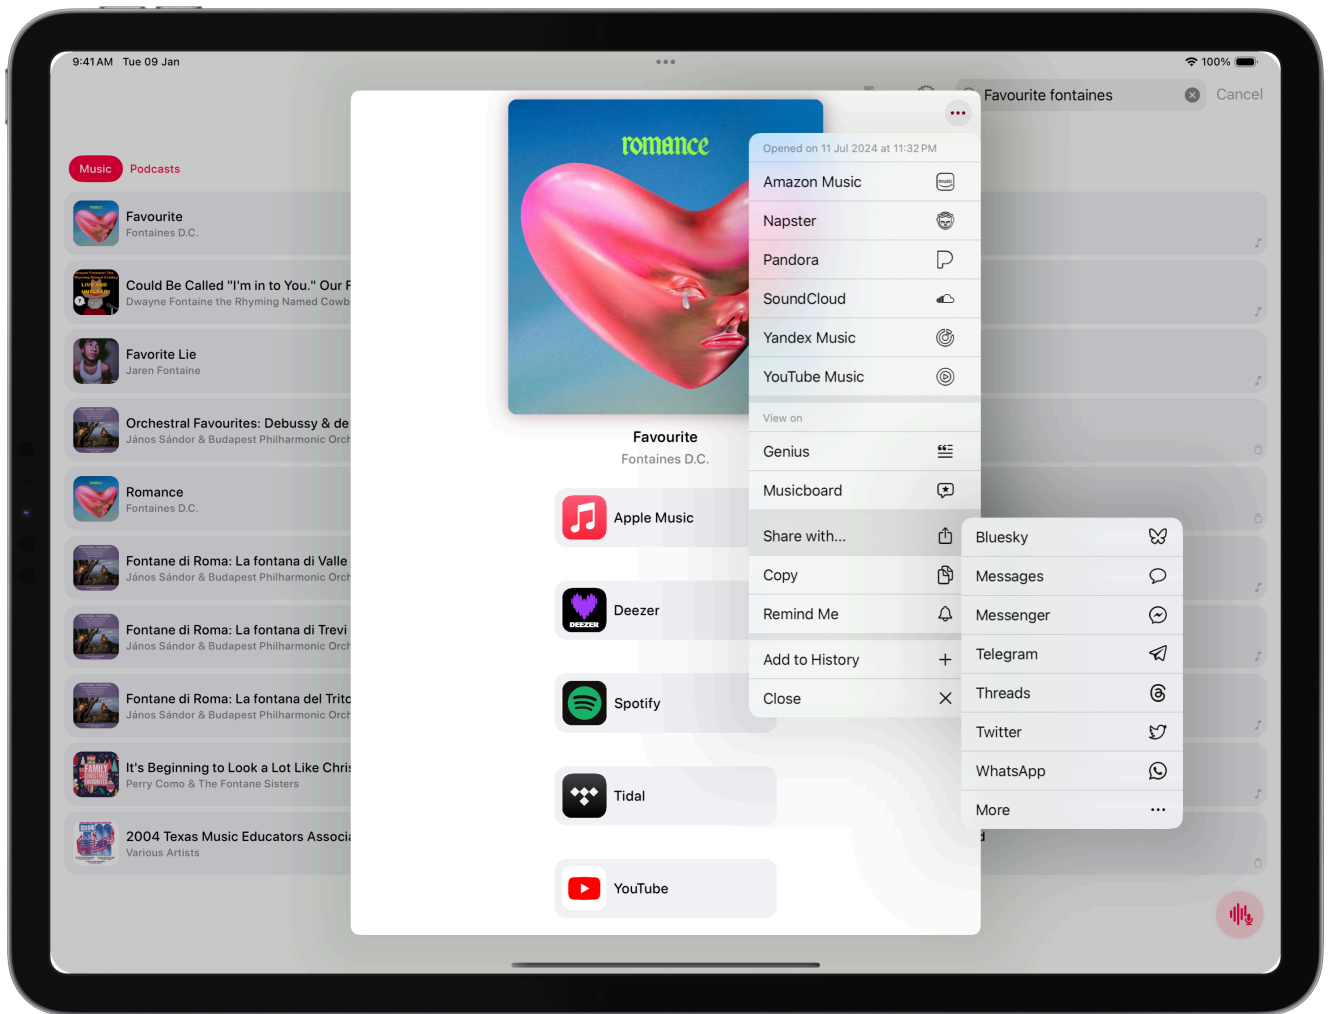 9:41 AM Tue 09 Jan
100%
Favourite fontaines
Cancel
Music
Podcasts
Favourite
Fontaines D.C.
Could Be Called "I'm in to You." Our F
Dwayne Fontaine the Rhyming Named Cowb
Favorite Lie
Jaren Fontaine
Orchestral Favourites: Debussy & de
János Sándor & Budapest Philharmonic Orch
Romance
Fontaines D.C.
Fontane di Roma: La fontana di Valle
János Sándor & Budapest Philharmonic Orch
Fontane di Roma: La fontana di Trevi
János Sándor & Budapest Philharmonic Orch
Fontane di Roma: La fontana del Trito
János Sándor & Budapest Philharmonic Orch
It's Beginning to Look a Lot Like Chris
Perry Como & The Fontane Sisters
2004 Texas Music Educators Associa
Various Artists
romance
Favourite
Fontaines D.C.
Apple Music
DEEZER
Deezer
Spotify
Tidal
YouTube
Opened on 11 Jul 2024 at 11:32 PM
Amazon Music
music
Napster
Pandora
SoundCloud
Yandex Music
YouTube Music
View on
Genius
Musicboard
Share with...
Copy
Remind Me
Add to History
Close
Bluesky
Messages
Messenger
Telegram
Threads
Twitter
WhatsApp
More
d